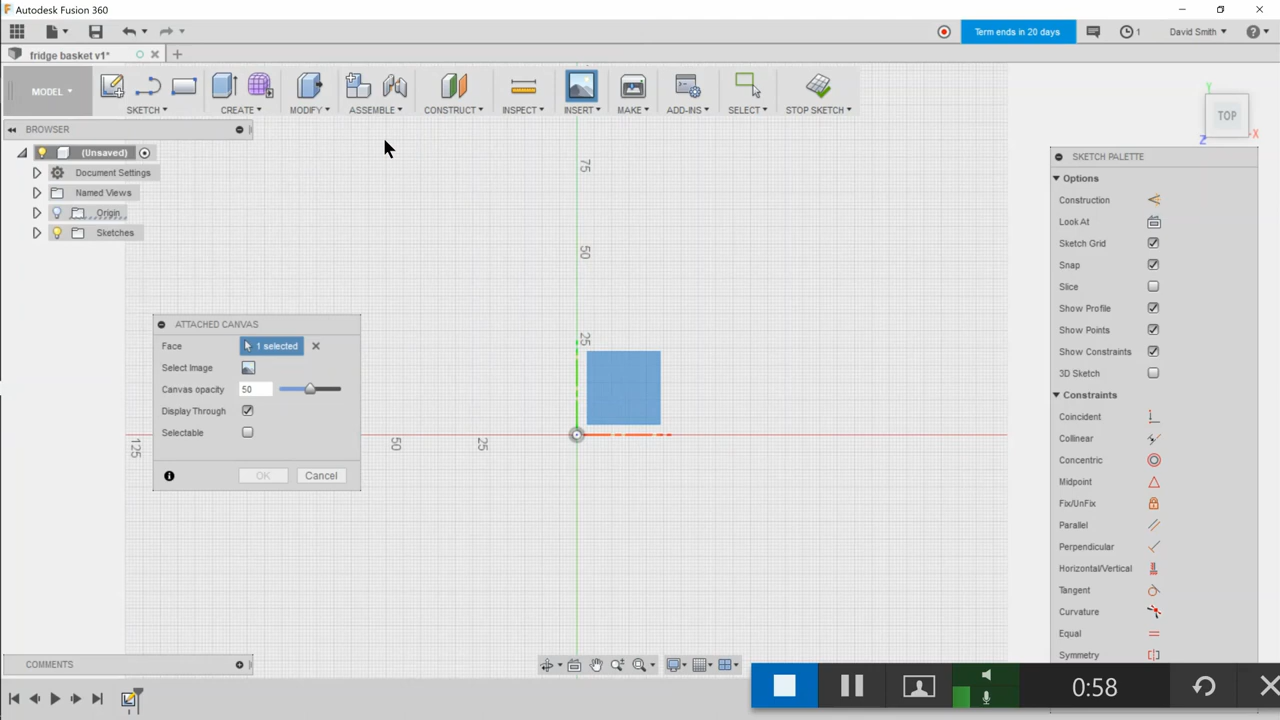 Autodesk Fusion 360
Term ends in 20 days
1
David Smith
fridge basket v1*
MODEL
SKETCH
CREATE
MODIFY
ASSEMBLE
CONSTRUCT
INSPECT
INSERT
MAKE
ADD-INS
SELECT
STOP SKETCH
TOP
Y
X
Z
BROWSER
(Unsaved)
Document Settings
Named Views
Origin
Sketches
75
50
25
125
50
25
ATTACHED CANVAS
Face
1 selected
Select Image
Canvas opacity
50
Display Through
Selectable
OK
Cancel
SKETCH PALETTE
Options
Construction
Look At
Sketch Grid
Snap
Slice
Show Profile
Show Points
Show Constraints
3D Sketch
Constraints
Coincident
Collinear
Concentric
Midpoint
Fix/UnFix
Parallel
Perpendicular
Horizontal/Vertical
Tangent
Curvature
Equal
Symmetry
COMMENTS
0:58